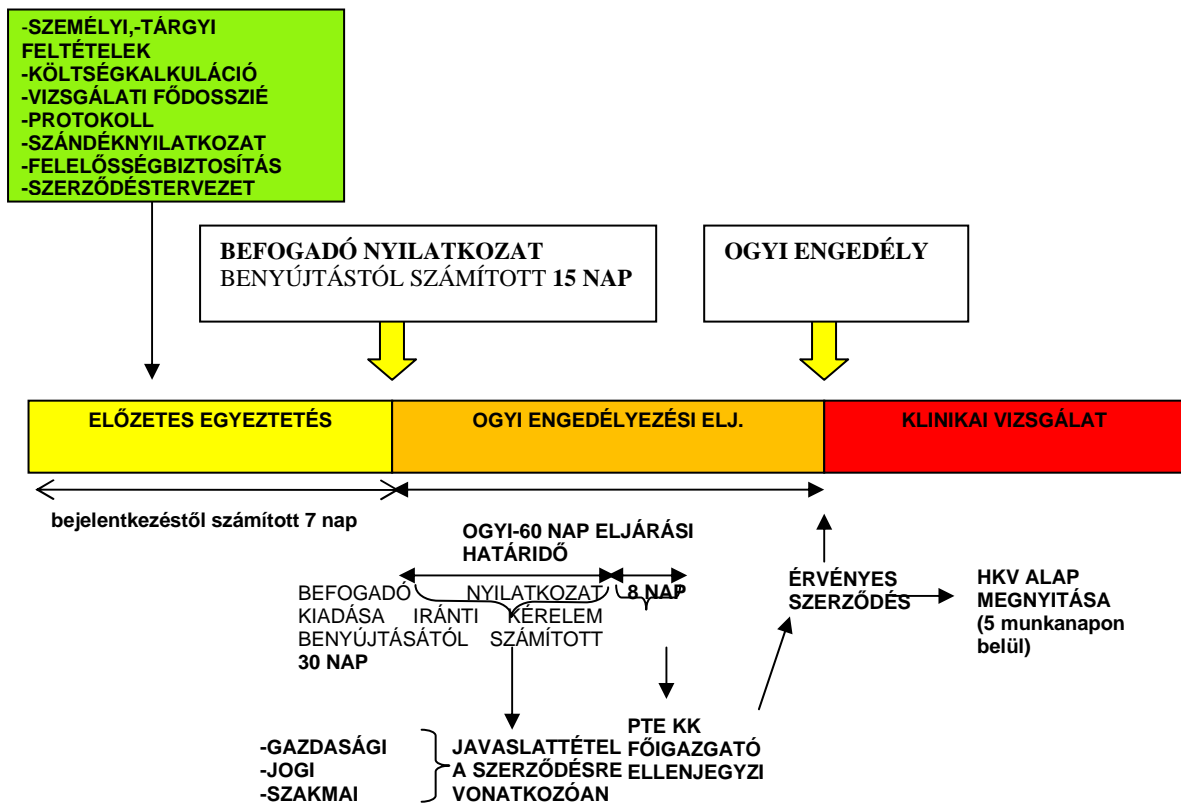 -SZEMÉLYI,-TÁRGYI
FELTÉTELEK
-KÖLTSÉGKALKULÁCIÓ
-VIZSGÁLATI FŐDOSSZIÉ
-PROTOKOLL
-SZÁNDÉKNYILATKOZAT
-FELELŐSSÉGBIZTOSÍTÁS
-SZERZŐDÉSTERVEZET
BEFOGADÓ NYILATKOZAT
BENYÚJTÁSTÓL SZÁMÍTOTT 15 NAP
OGYI ENGEDÉLY
ELŐZETES EGYEZTETÉS
OGYI ENGEDÉLYEZÉSI ELJ.
KLINIKAI VIZSGÁLAT
bejelentkezéstől számított 7 nap
OGYI-60 NAP ELJÁRÁSI
HATÁRIDŐ
BEFOGADÓ NYILATKOZAT
KIADÁSA IRÁNTI KÉRELEM
BENYÚJTÁSÁTÓL SZÁMÍTOTT
30 NAP
8 NAP
ÉRVÉNYES
SZERZŐDÉS
HKV ALAP
MEGNYITÁSA
(5 munkanapon
belül)
-GAZDASÁGI
-JOGI
-SZAKMAI
JAVASLATTÉTEL
A SZERZŐDÉSRE
VONATKOZÓAN
PTE KK
FŐIGAZGATÓ
ELLENJEGYZI